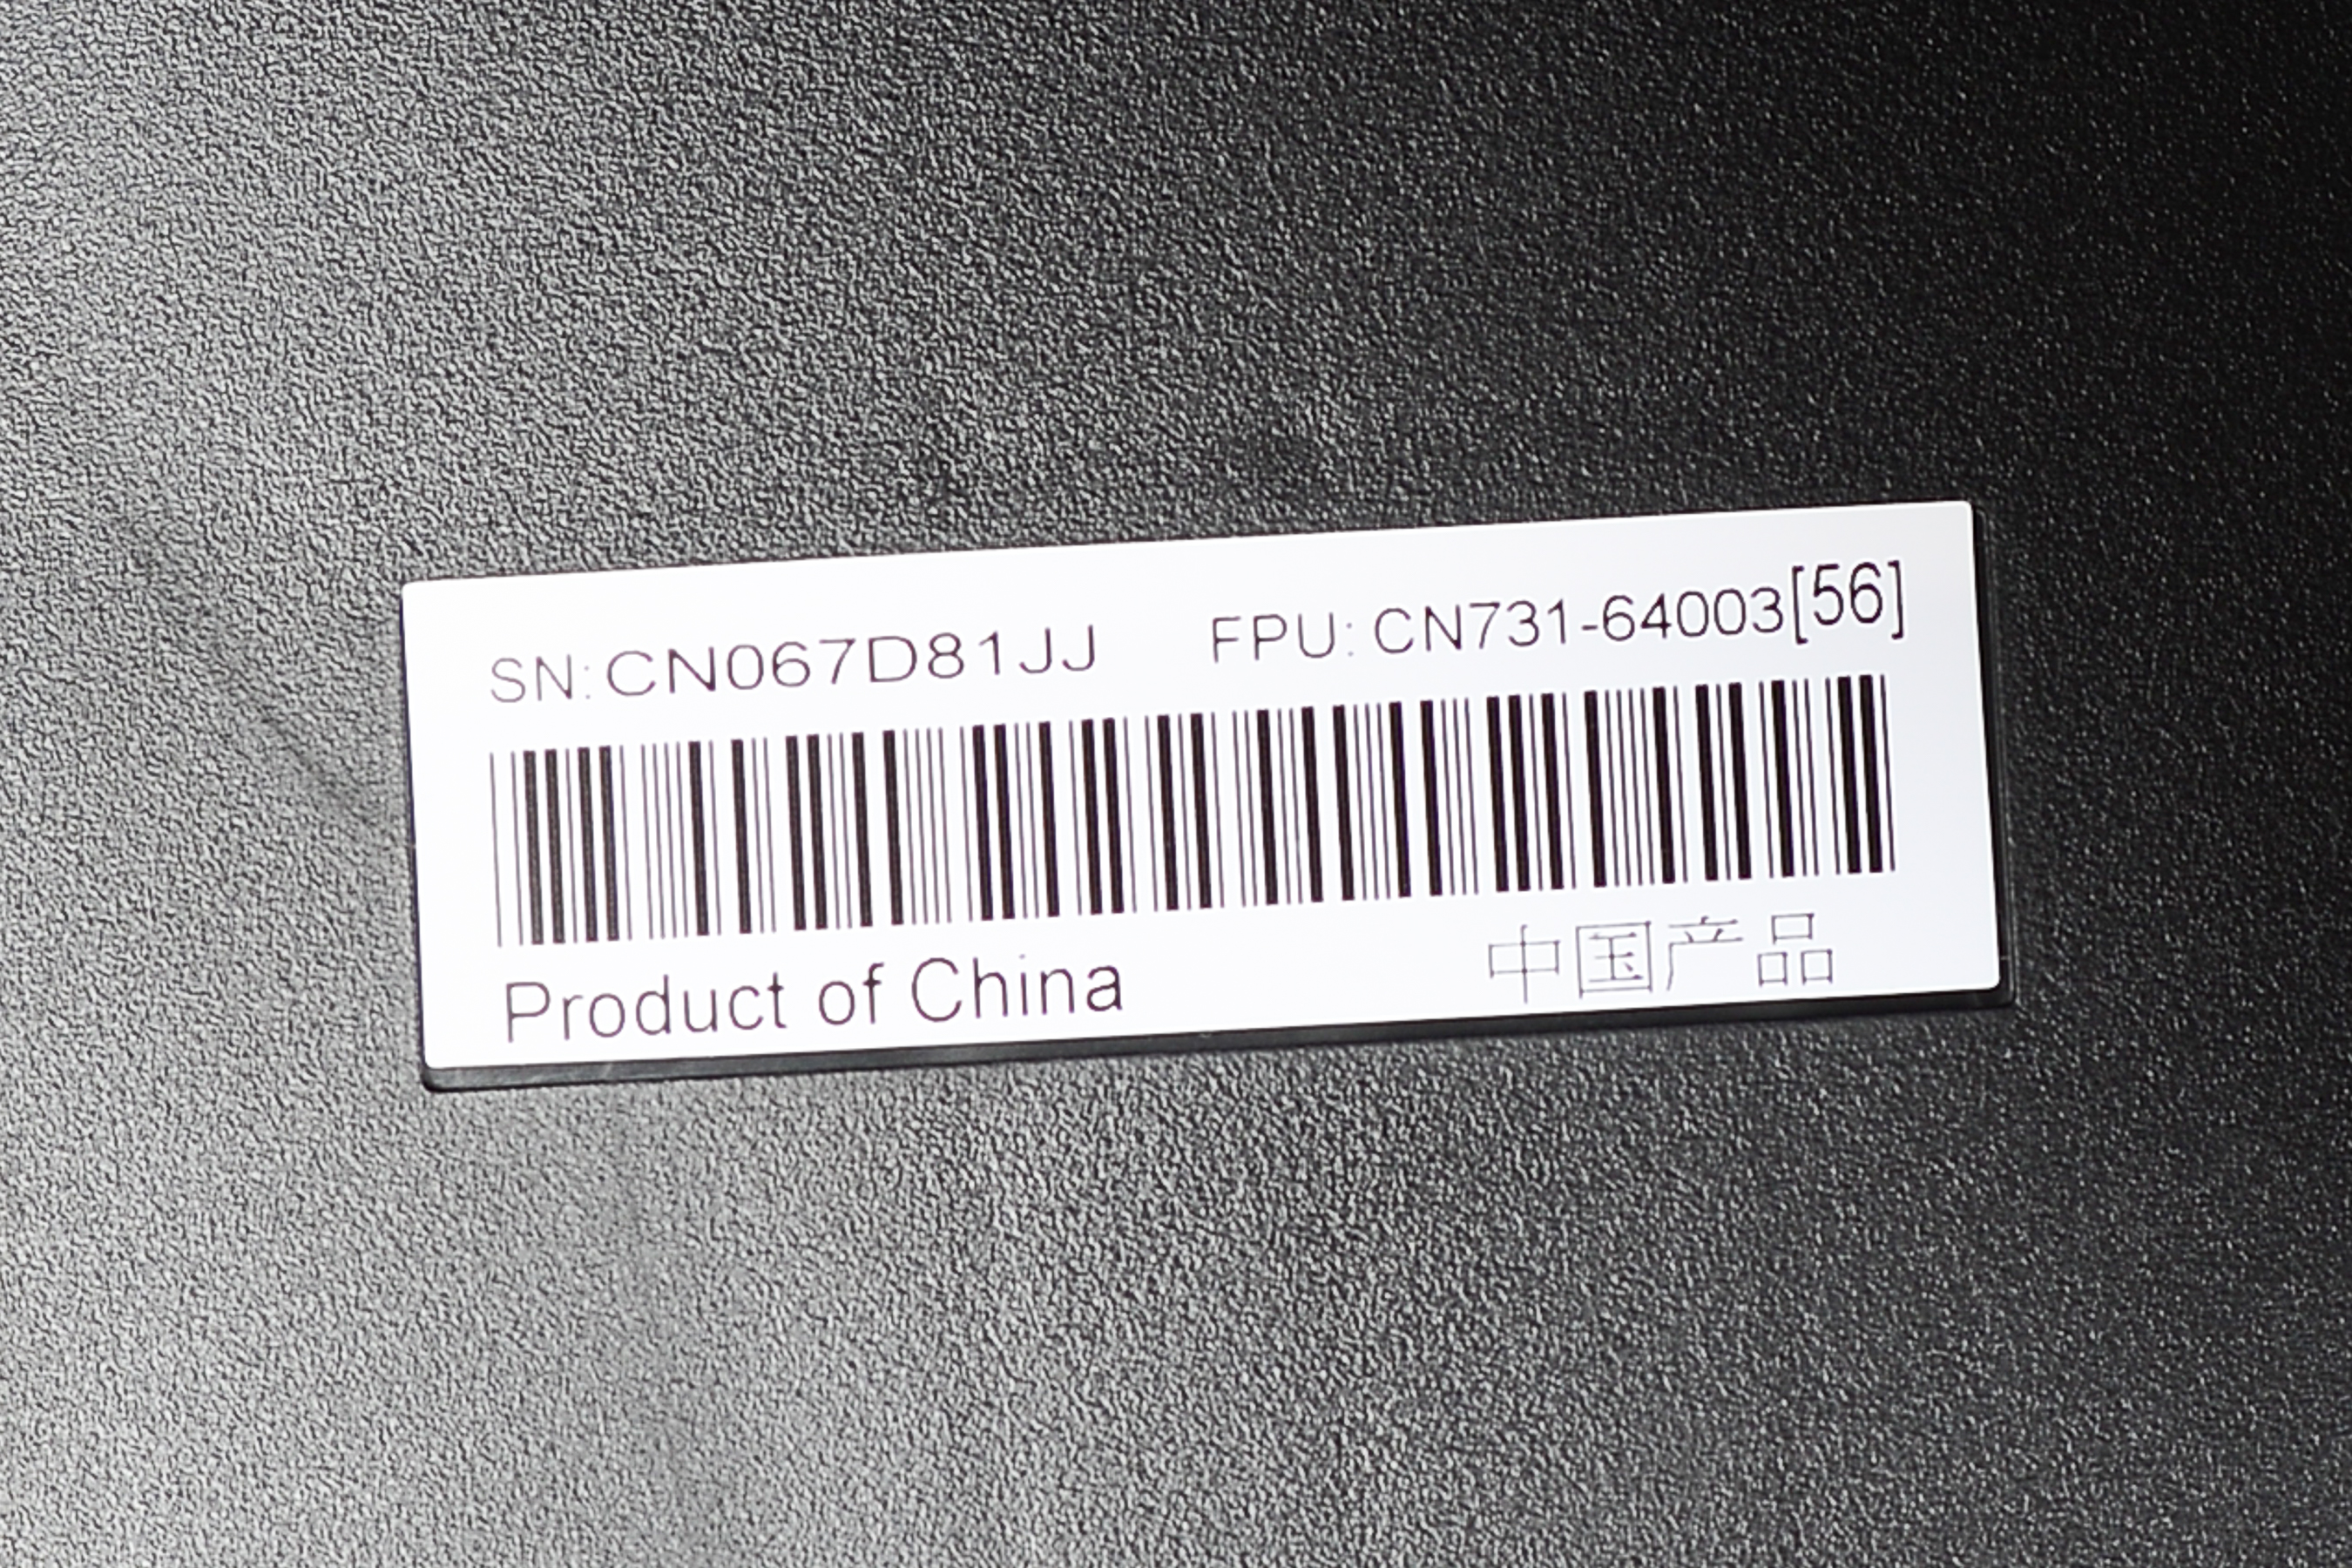 SN:CN067D81JJ FPU: CN731-64003[56]
Product of China 中国产品